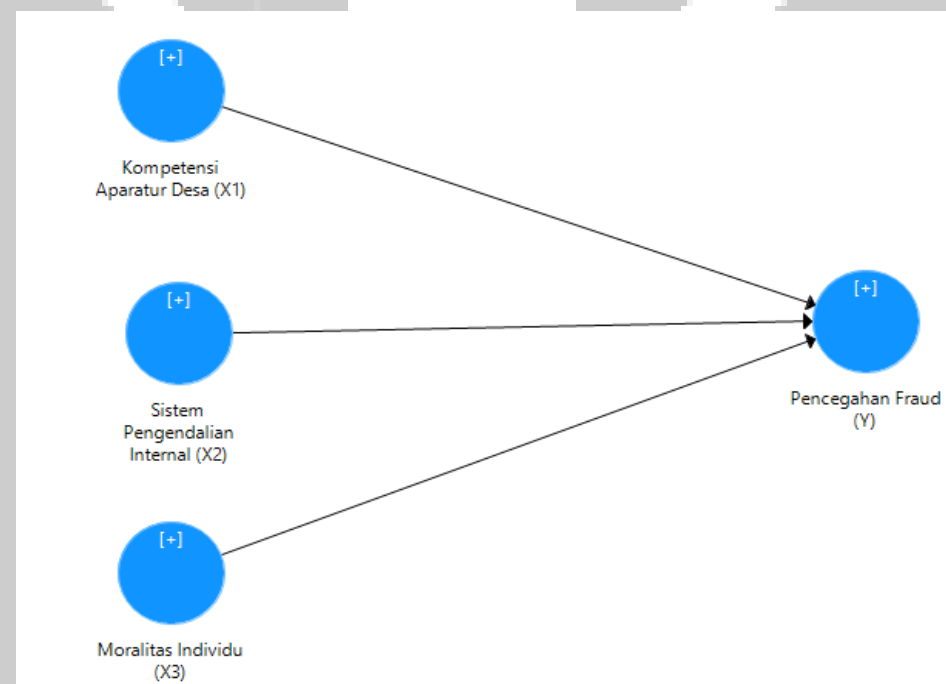 [+]
Kompetensi
Aparatur Desa (X1)
[+]
Sistem
Pengendalian
Internal (X2)
[+]
Moralitas Individu
(X3)
[+]
Pencegahan Fraud
(Y)